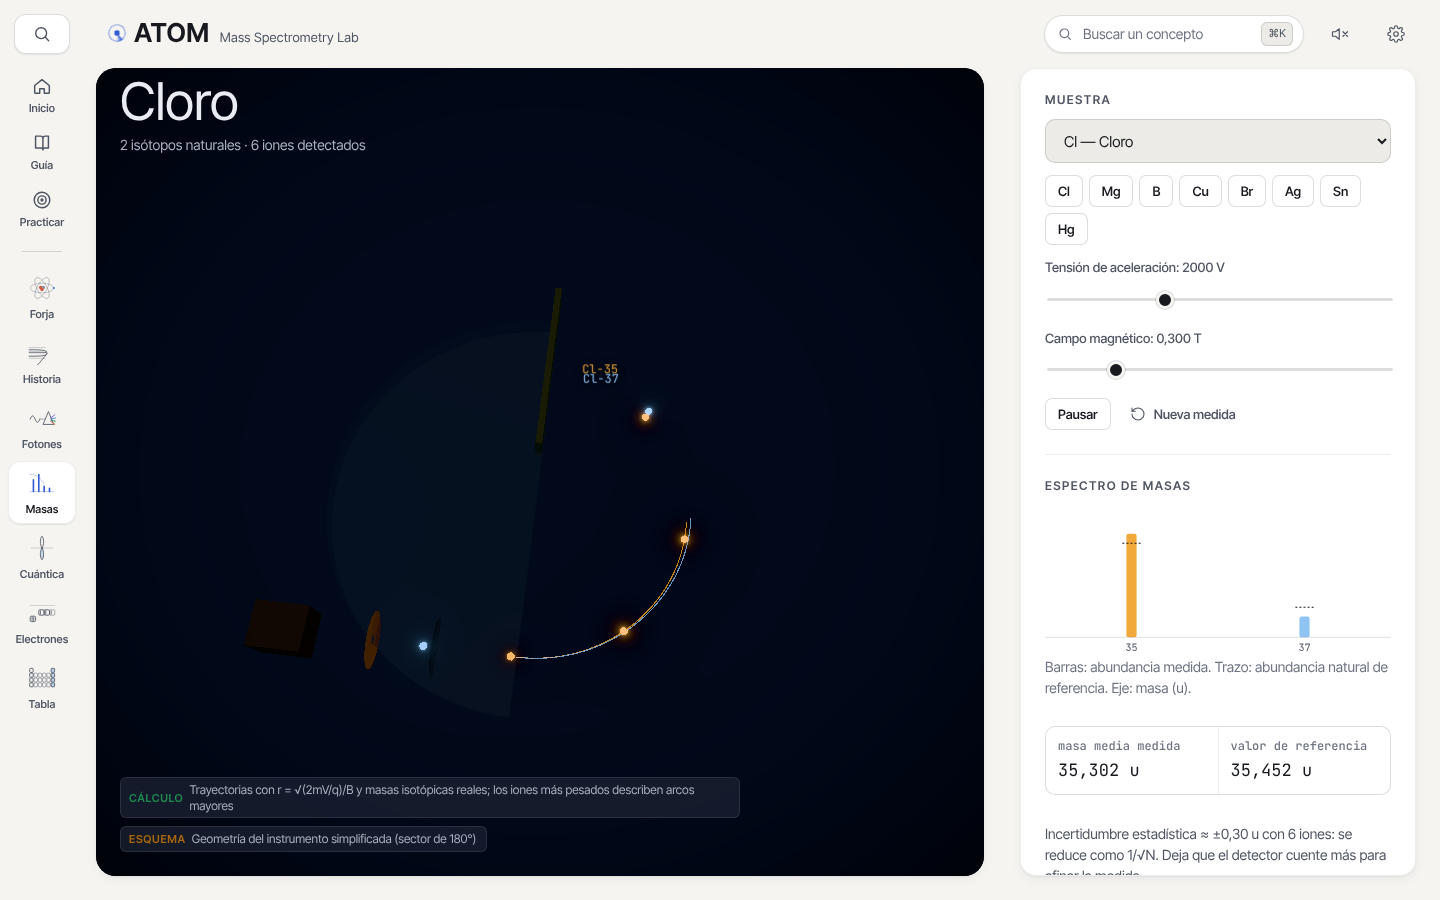 ATOM Mass Spectrometry Lab
Buscar un concepto ⌘K
Inicio
Guía
Practicar
Forja
Historia
Fotones
Masas
Cuántica
Electrones
Tabla
Cloro
2 isótopos naturales · 6 iones detectados
Cl-35
Cl-37
CÁLCULO Trayectorias con r = √(2mV/q)/B y masas isotópicas reales; los iones más pesados describen arcos
mayores
ESQUEMA Geometría del instrumento simplificada (sector de 180°)
MUESTRA
Cl — Cloro
Cl Mg B Cu Br Ag Sn
Hg
Tensión de aceleración: 2000 V
Campo magnético: 0,300 T
Pausar Nueva medida
ESPECTRO DE MASAS
35 37
Barras: abundancia medida. Trazo: abundancia natural de
referencia. Eje: masa (u).
masa media medida valor de referencia
35,302 u 35,452 u
Incertidumbre estadística ≈ ±0,30 u con 6 iones: se
reduce como 1/√N. Deja que el detector cuente más para
afinar la medida.